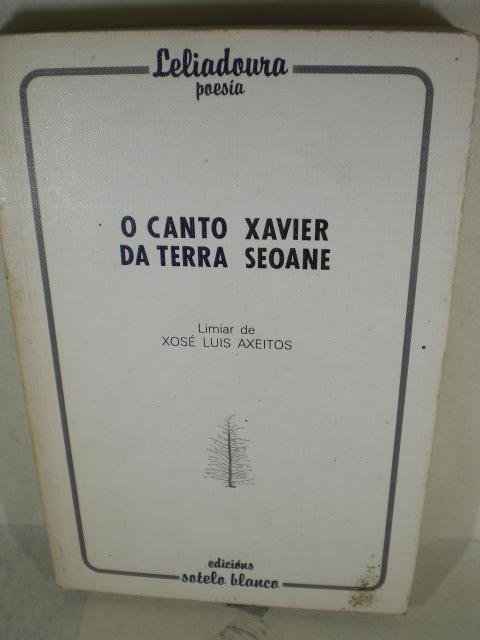 Leliadoura
poesía
O CANTO XAVIER
DA TERRA SEOANE
Limiar de
XOSÉ LUIS AXEITOS
edicións
sotelo blanco